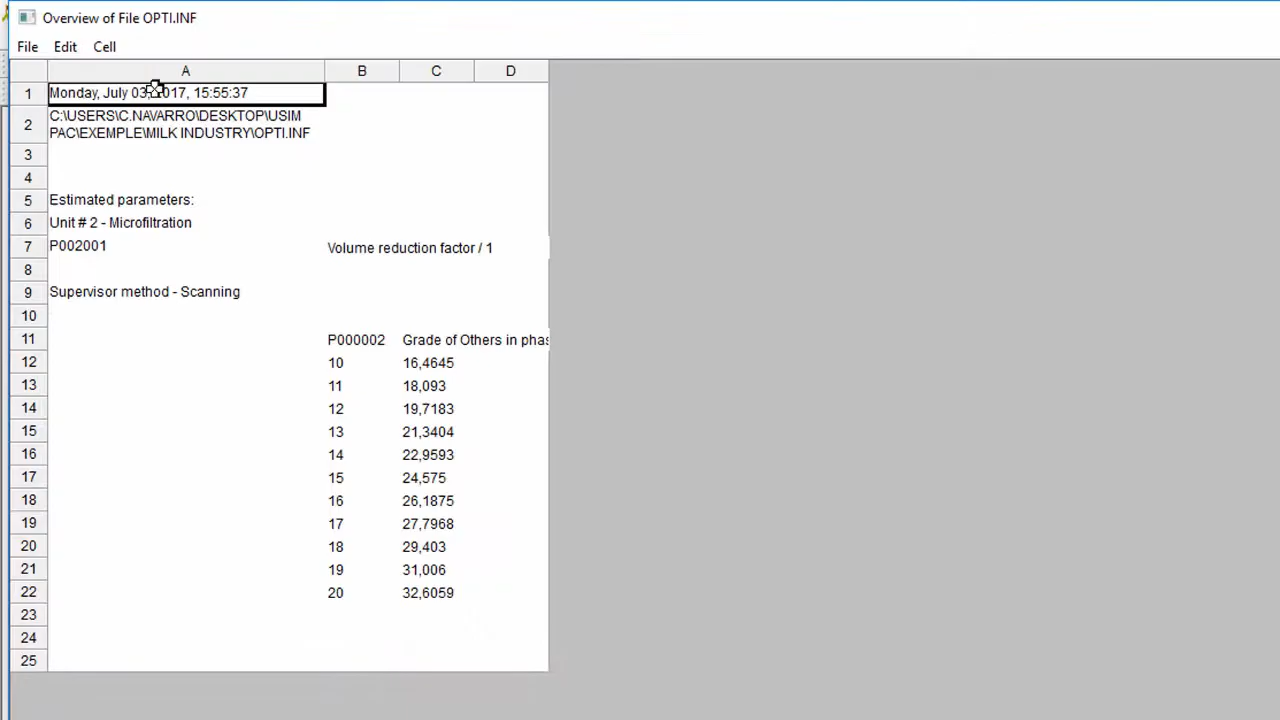 Overview of File OPTI.INF
File Edit Cell
A B C D
1 Monday, July 03, 2017, 15:55:37
2 C:\USERS\C.NAVARRO\DESKTOP\USIM
PAC\EXEMPLE\MILK INDUSTRY\OPTI.INF
3
4
5 Estimated parameters:
6 Unit # 2 - Microfiltration
7 P002001 Volume reduction factor / 1
8
9 Supervisor method - Scanning
10
11 P000002 Grade of Others in phas
12 10 16,4645
13 11 18,093
14 12 19,7183
15 13 21,3404
16 14 22,9593
17 15 24,575
18 16 26,1875
19 17 27,7968
20 18 29,403
21 19 31,006
22 20 32,6059
23
24
25